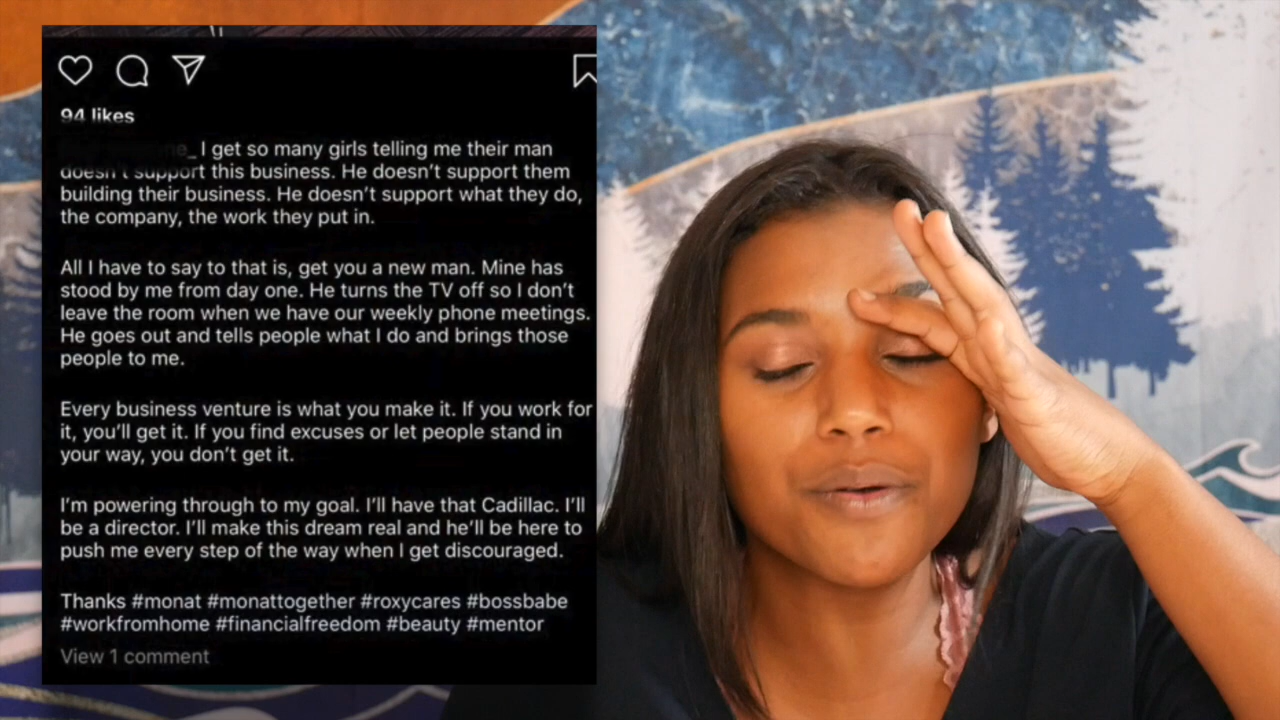 94 likes
e_ I get so many girls telling me their man
doesn't support this business. He doesn't support them
building their business. He doesn't support what they do,
the company, the work they put in.
All I have to say to that is, get you a new man. Mine has
stood by me from day one. He turns the TV off so I don't
leave the room when we have our weekly phone meetings.
He goes out and tells people what I do and brings those
people to me.
Every business venture is what you make it. If you work for
it, you'll get it. If you find excuses or let people stand in
your way, you don't get it.
I'm powering through to my goal. I'll have that Cadillac. I'll
be a director. I'll make this dream real and he'll be here to
push me every step of the way when I get discouraged.
Thanks #monat #monattogether #roxycares #bossbabe
#workfromhome #financialfreedom #beauty #mentor
View 1 comment